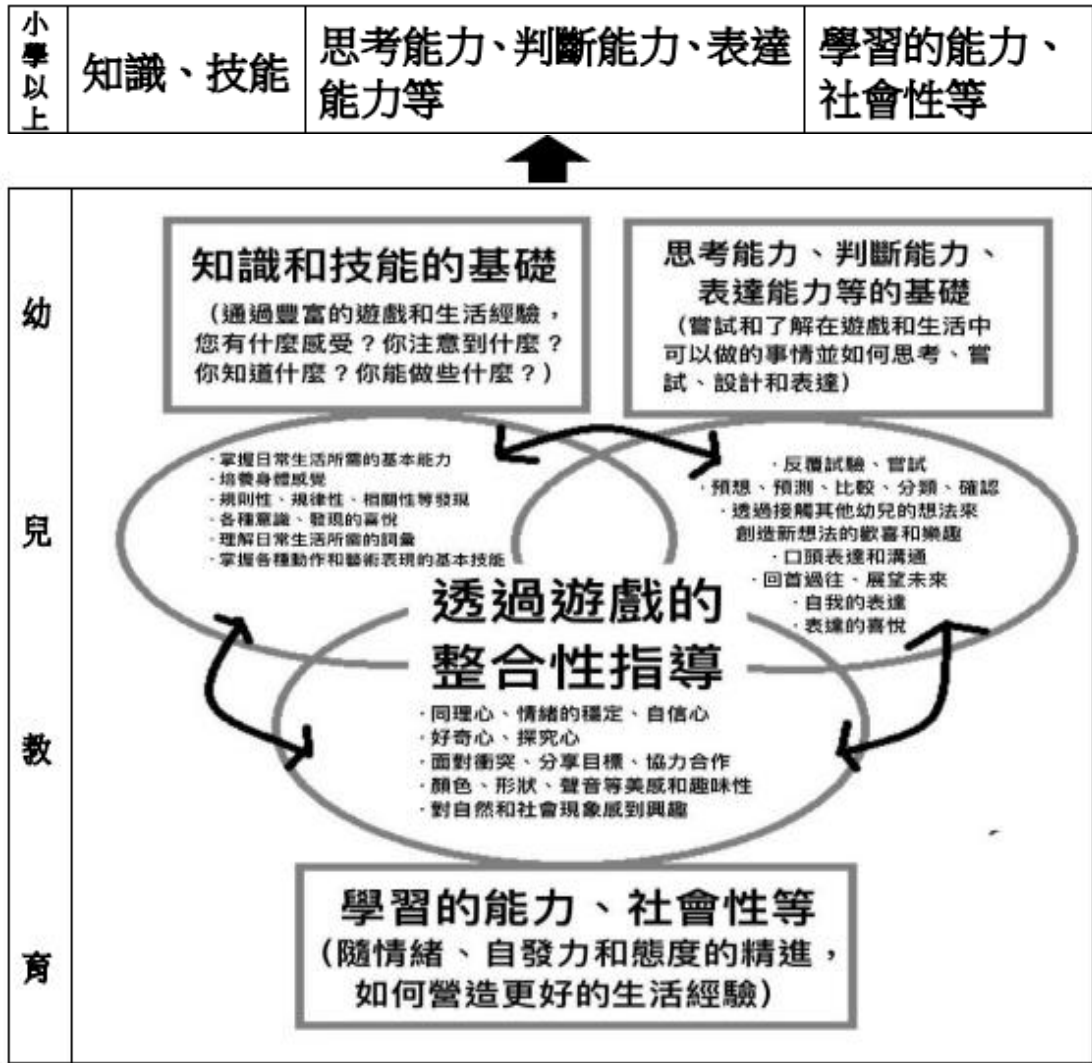 小學以上
知識、技能
思考能力、判斷能力、表達
能力等
學習的能力、
社會性等
幼兒教育
知識和技能的基礎
（通過豐富的遊戲和生活經驗，
您有什麼感受？你注意到什麼？
你知道什麼？你能做些什麼？）
思考能力、判斷能力、
表達能力等的基礎
（嘗試和了解在遊戲和生活中
可以做的事情並如何思考、嘗
試、設計和表達）
·掌握日常生活所需的基本能力
·培養身體感覺
·規則性、規律性、相關性等發現
·各種意識、發現的喜悅
·理解日常生活所需的詞彙
·掌握各種動作和藝術表現的基本技能
·反覆試驗、嘗試
·預想、預測、比較、分類、確認
·透過接觸其他幼兒的想法來
創造新想法的歡喜和樂趣
·口頭表達和溝通
·回首過往、展望未來
·自我的表達
·表達的喜悅
透過遊戲的
整合性指導
·同理心、情緒的穩定、自信心
·好奇心、探究心
·面對衝突、分享目標、協力合作
·顏色、形狀、聲音等美感和趣味性
·對自然和社會現象感到興趣
學習的能力、社會性等
（隨情緒、自發力和態度的精進，
如何營造更好的生活經驗）